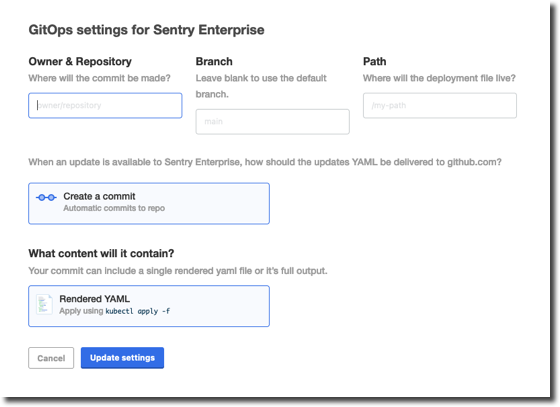 GitOps settings for Sentry Enterprise
Owner & Repository
Where will the commit be made?
owner/repository
Branch
Leave blank to use the default
branch.
main
Path
Where will the deployment file live?
/my-path
When an update is available to Sentry Enterprise, how should the updates YAML be delivered to github.com?
Create a commit
Automatic commits to repo
What content will it contain?
Your commit can include a single rendered yaml file or it's full output.
Rendered YAML
Apply using kubectl apply -f
Cancel
Update settings